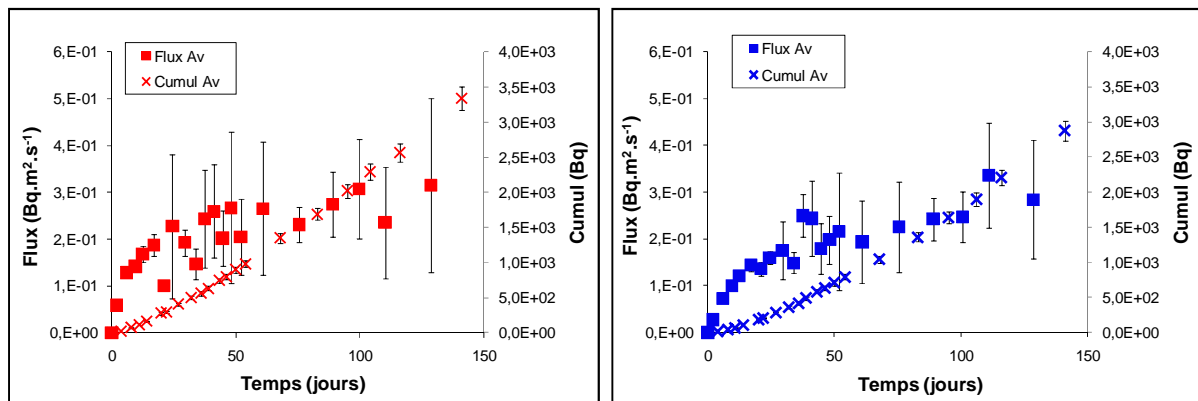 6,E-01
5,E-01
4,E-01
3,E-01
2,E-01
1,E-01
0,E+00
Flux (Bq.m².s⁻¹)
Flux Av
Cumul Av
4,0E+03
3,5E+03
3,0E+03
2,5E+03
2,0E+03
1,5E+03
1,0E+03
5,0E+02
0,0E+00
Cumul (Bq)
0 50 100 150
Temps (jours)
6,E-01
5,E-01
4,E-01
3,E-01
2,E-01
1,E-01
0,E+00
Flux (Bq.m².s⁻¹)
Flux Av
Cumul Av
4,0E+03
3,5E+03
3,0E+03
2,5E+03
2,0E+03
1,5E+03
1,0E+03
5,0E+02
0,0E+00
Cumul (Bq)
0 50 100 150
Temps (jours)